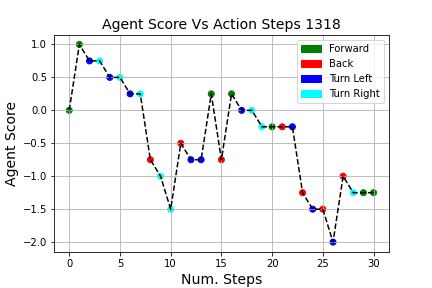 Agent Score Vs Action Steps 1318
Agent Score
1.0
0.5
0.0
−0.5
−1.0
−1.5
−2.0
Forward
Back
Turn Left
Turn Right
0 5 10 15 20 25 30
Num. Steps